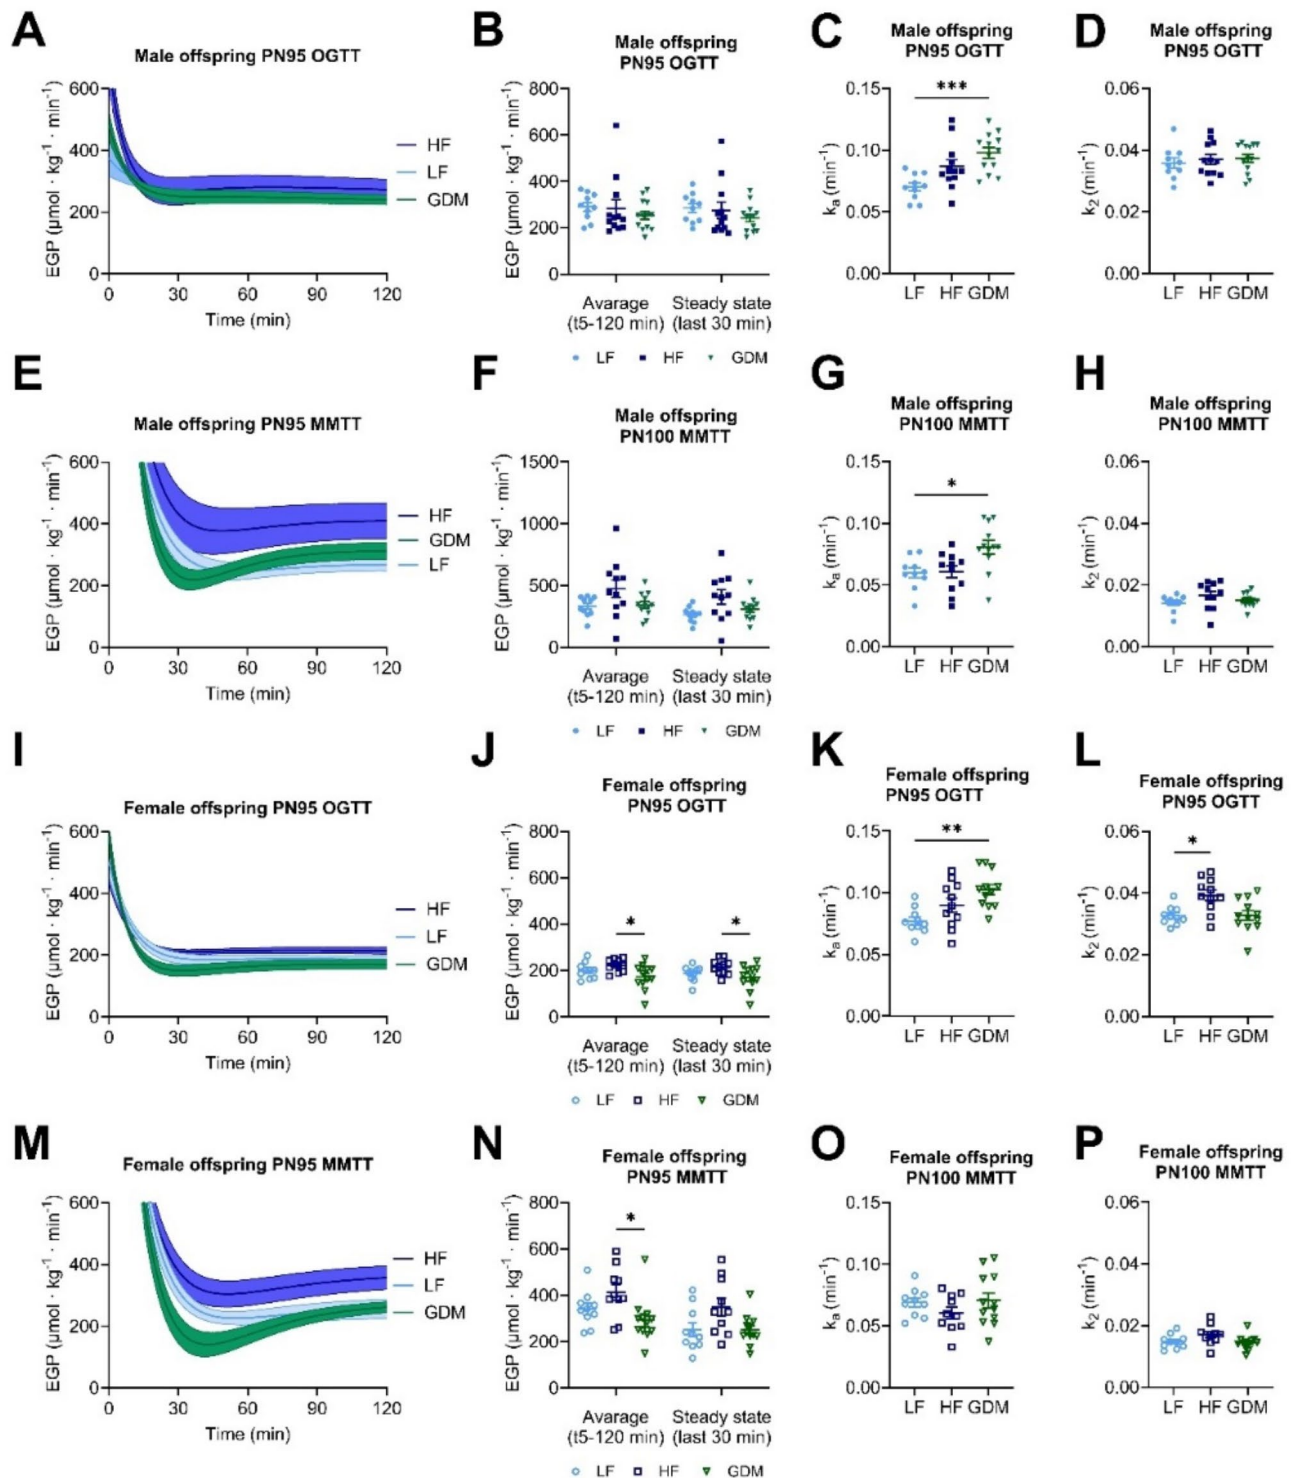 A
Male offspring PN95 OGTT
EGP (µmol · kg⁻¹ · min⁻¹)
600
400
200
0
0 30 60 90 120
Time (min)
HF
LF
GDM
B
Male offspring
PN95 OGTT
EGP (µmol · kg⁻¹ · min⁻¹)
800
600
400
200
0
Avarage Steady state
(t5-120 min) (last 30 min)
LF HF GDM
C
Male offspring
PN95 OGTT
kₐ (min⁻¹)
0.15
0.10
0.05
0.00
***
LF HF GDM
D
Male offspring
PN95 OGTT
k₂ (min⁻¹)
0.06
0.04
0.02
0.00
LF HF GDM
E
Male offspring PN95 MMTT
EGP (µmol · kg⁻¹ · min⁻¹)
600
400
200
0
0 30 60 90 120
Time (min)
HF
GDM
LF
F
Male offspring
PN100 MMTT
EGP (µmol · kg⁻¹ · min⁻¹)
1500
1000
500
0
Average Steady state
(t5-120 min) (last 30 min)
LF HF GDM
G
Male offspring
PN100 MMTT
kₐ (min⁻¹)
0.15
0.10
0.05
0.00
*
LF HF GDM
H
Male offspring
PN100 MMTT
k₂ (min⁻¹)
0.06
0.04
0.02
0.00
LF HF GDM
I
Female offspring PN95 OGTT
EGP (µmol · kg⁻¹ · min⁻¹)
600
400
200
0
0 30 60 90 120
Time (min)
HF
LF
GDM
J
Female offspring
PN95 OGTT
EGP (µmol · kg⁻¹ · min⁻¹)
800
600
400
200
0
* *
Avarage Steady state
(t5-120 min) (last 30 min)
LF HF GDM
K
Female offspring
PN95 OGTT
kₐ (min⁻¹)
0.15
0.10
0.05
0.00
**
LF HF GDM
L
Female offspring
PN95 OGTT
k₂ (min⁻¹)
0.06
0.04
0.02
0.00
*
LF HF GDM
M
Female offspring PN95 MMTT
EGP (µmol · kg⁻¹ · min⁻¹)
600
400
200
0
0 30 60 90 120
Time (min)
HF
LF
GDM
N
Female offspring
PN95 MMTT
EGP (µmol · kg⁻¹ · min⁻¹)
800
600
400
200
0
*
Avarage Steady state
(t5-120 min) (last 30 min)
LF HF GDM
O
Female offspring
PN100 MMTT
kₐ (min⁻¹)
0.15
0.10
0.05
0.00
LF HF GDM
P
Female offspring
PN100 MMTT
k₂ (min⁻¹)
0.06
0.04
0.02
0.00
LF HF GDM